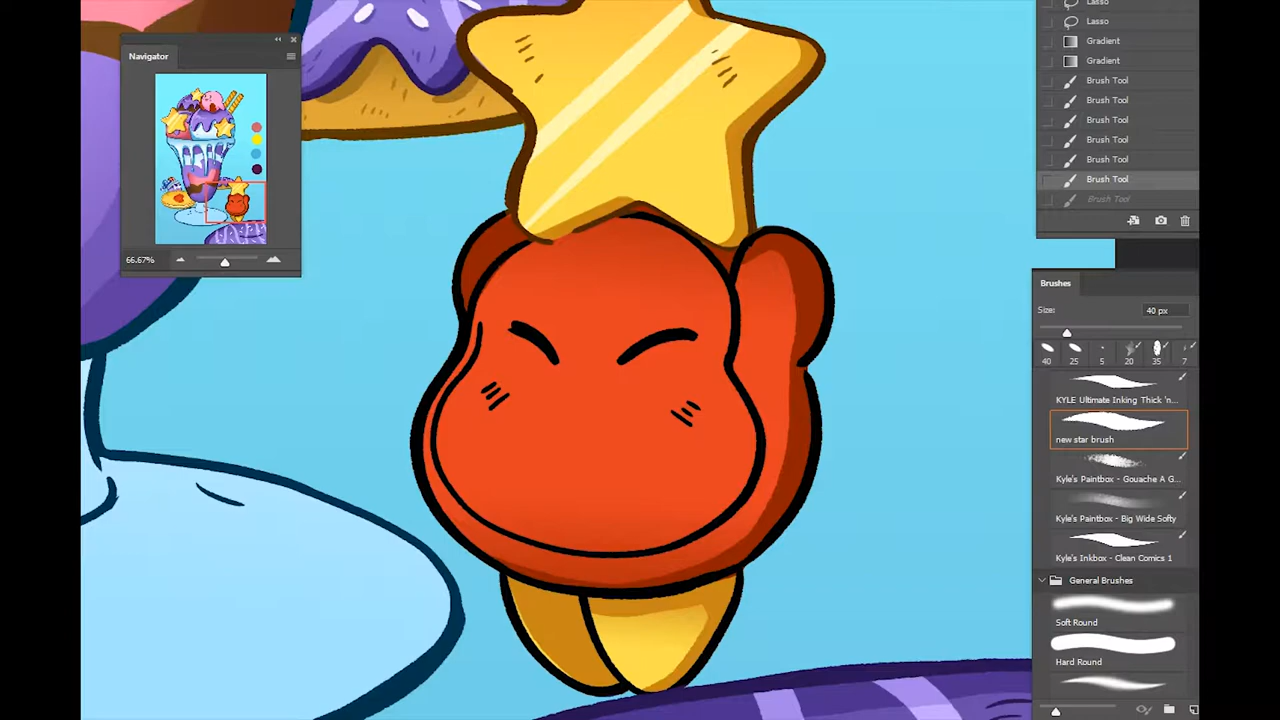 Navigator
66.67%
Lasso
Lasso
Gradient
Gradient
Brush Tool
Brush Tool
Brush Tool
Brush Tool
Brush Tool
Brush Tool
Brush Tool
Brushes
Size:
40 px
40 25 5 20 35 7
KYLE Ultimate Inking Thick 'n...
new star brush
Kyle's Paintbox - Gouache A G...
Kyle's Paintbox - Big Wide Softy
Kyle's Inkbox - Clean Comics 1
General Brushes
Soft Round
Hard Round